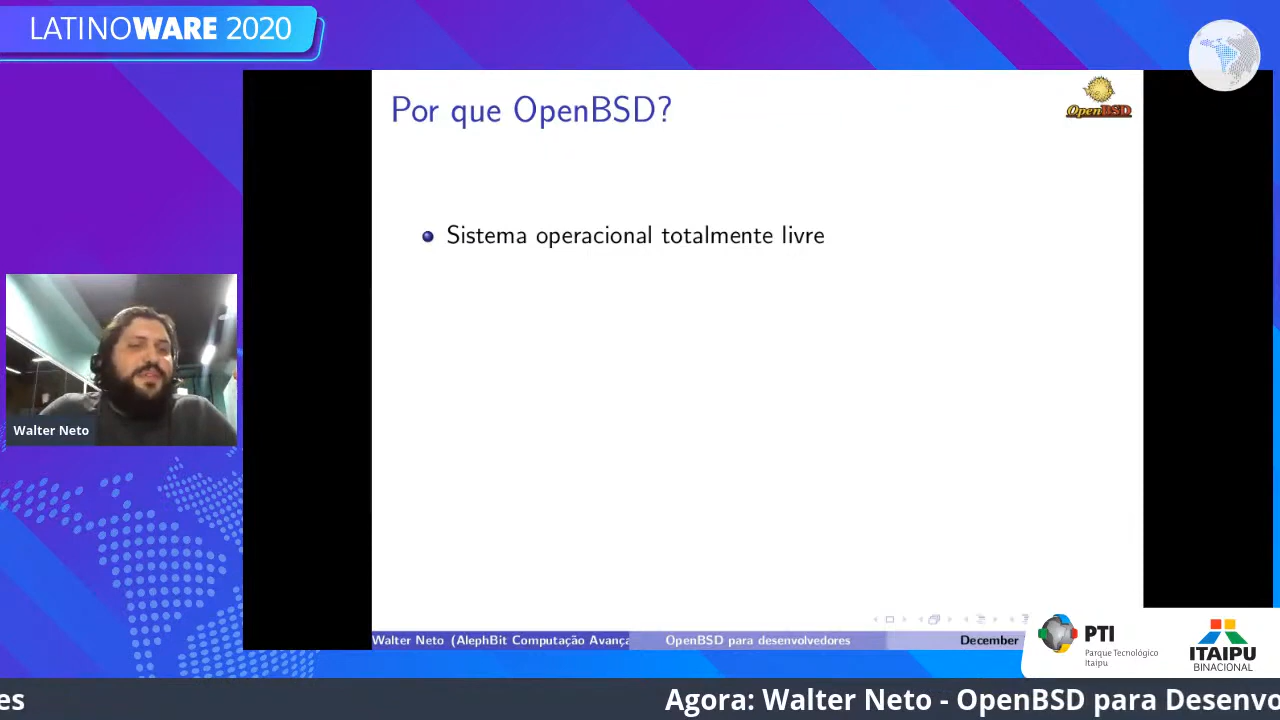 LATINOWARE 2020
Por que OpenBSD?
OpenBSD
Sistema operacional totalmente livre
Walter Neto
Walter Neto (AlephBit Computação Avança
OpenBSD para desenvolvedores
December
PTI
Parque Tecnológico
Itaipu
ITAIPU
BINACIONAL
es
Agora: Walter Neto - OpenBSD para Desenvo